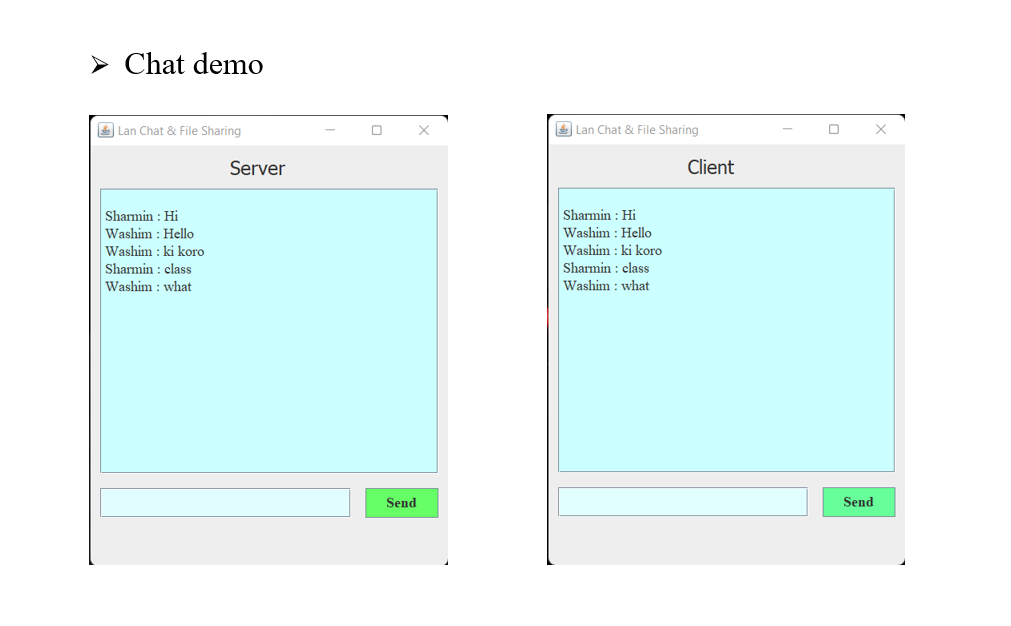 ➢ Chat demo
Lan Chat & File Sharing
Server
Sharmin : Hi
Washim : Hello
Washim : ki koro
Sharmin : class
Washim : what
Send
Lan Chat & File Sharing
Client
Sharmin : Hi
Washim : Hello
Washim : ki koro
Sharmin : class
Washim : what
Send